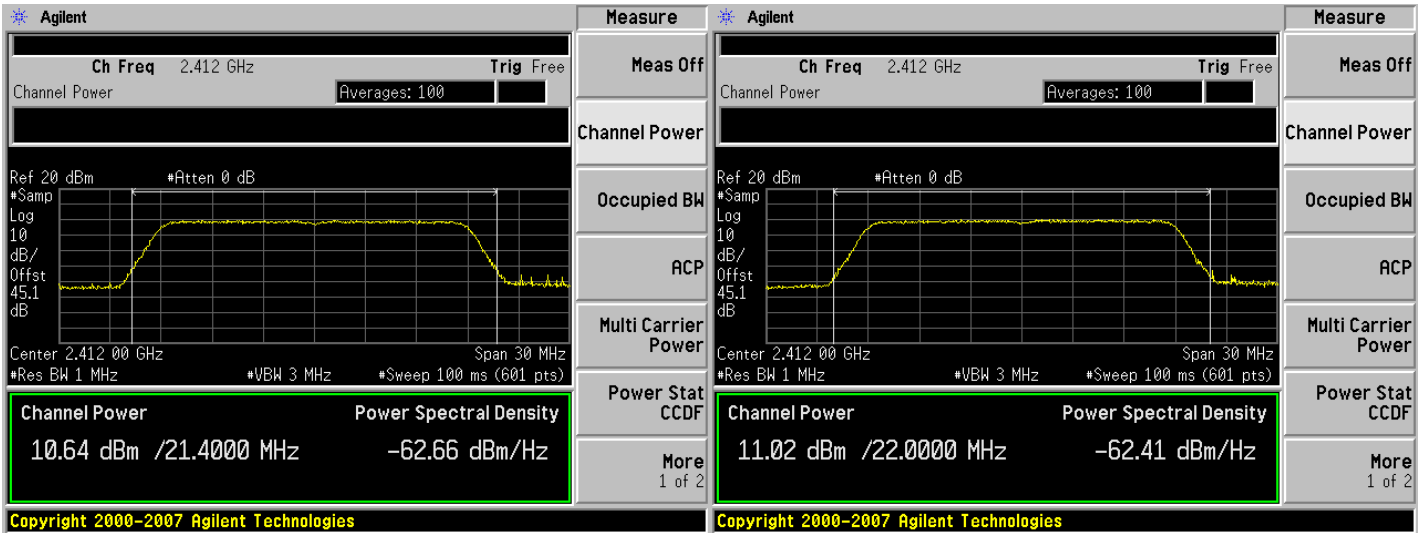 Agilent
Measure
Ch Freq 2.412 GHz
Trig Free
Meas Off
Channel Power
Averages: 100
Channel Power
Ref 20 dBm
#Atten 0 dB
#Samp
Log
10
dB/
Offst
45.1
dB
Occupied BW
ACP
Multi Carrier
Power
Center 2.412 00 GHz
Span 30 MHz
#Res BW 1 MHz
#VBW 3 MHz
#Sweep 100 ms (601 pts)
Power Stat
CCDF
Channel Power
Power Spectral Density
10.64 dBm /21.4000 MHz
-62.66 dBm/Hz
More
1 of 2
Copyright 2000-2007 Agilent Technologies
Agilent
Measure
Ch Freq 2.412 GHz
Trig Free
Meas Off
Channel Power
Averages: 100
Channel Power
Ref 20 dBm
#Atten 0 dB
#Samp
Log
10
dB/
Offst
45.1
dB
Occupied BW
ACP
Multi Carrier
Power
Center 2.412 00 GHz
Span 30 MHz
#Res BW 1 MHz
#VBW 3 MHz
#Sweep 100 ms (601 pts)
Power Stat
CCDF
Channel Power
Power Spectral Density
11.02 dBm /22.0000 MHz
-62.41 dBm/Hz
More
1 of 2
Copyright 2000-2007 Agilent Technologies